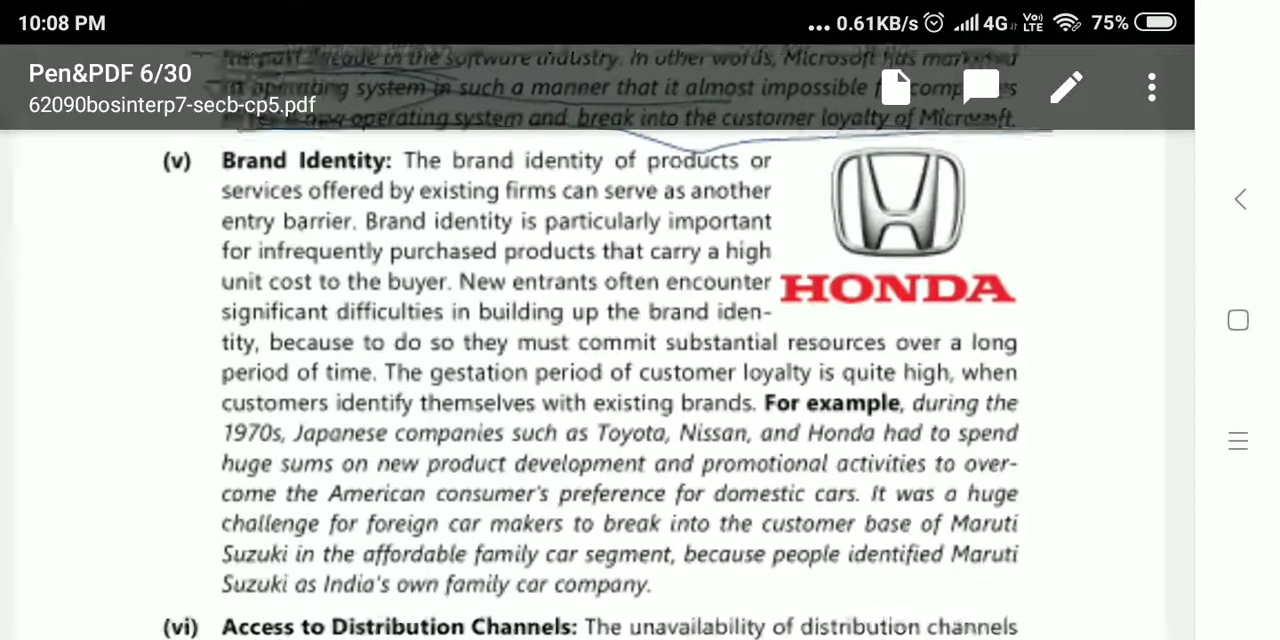 10:08 PM
0.61KB/s 4G VoLTE 75%
the past decade in the software industry. In other words, Microsoft has marketed
Pen&PDF 6/30
operating system in such a manner that it almost impossible
62090bosinterp7-secb-cp5.pdf
new operating system and break into the customer loyalty of Microsoft.
(v) Brand Identity: The brand identity of products or
services offered by existing firms can serve as another
entry barrier. Brand identity is particularly important
for infrequently purchased products that carry a high
unit cost to the buyer. New entrants often encounter
HONDA
significant difficulties in building up the brand iden-
tity, because to do so they must commit substantial resources over a long
period of time. The gestation period of customer loyalty is quite high, when
customers identify themselves with existing brands. For example, during the
1970s, Japanese companies such as Toyota, Nissan, and Honda had to spend
huge sums on new product development and promotional activities to over-
come the American consumer's preference for domestic cars. It was a huge
challenge for foreign car makers to break into the customer base of Maruti
Suzuki in the affordable family car segment, because people identified Maruti
Suzuki as India's own family car company.
(vi) Access to Distribution Channels: The unavailability of distribution channels